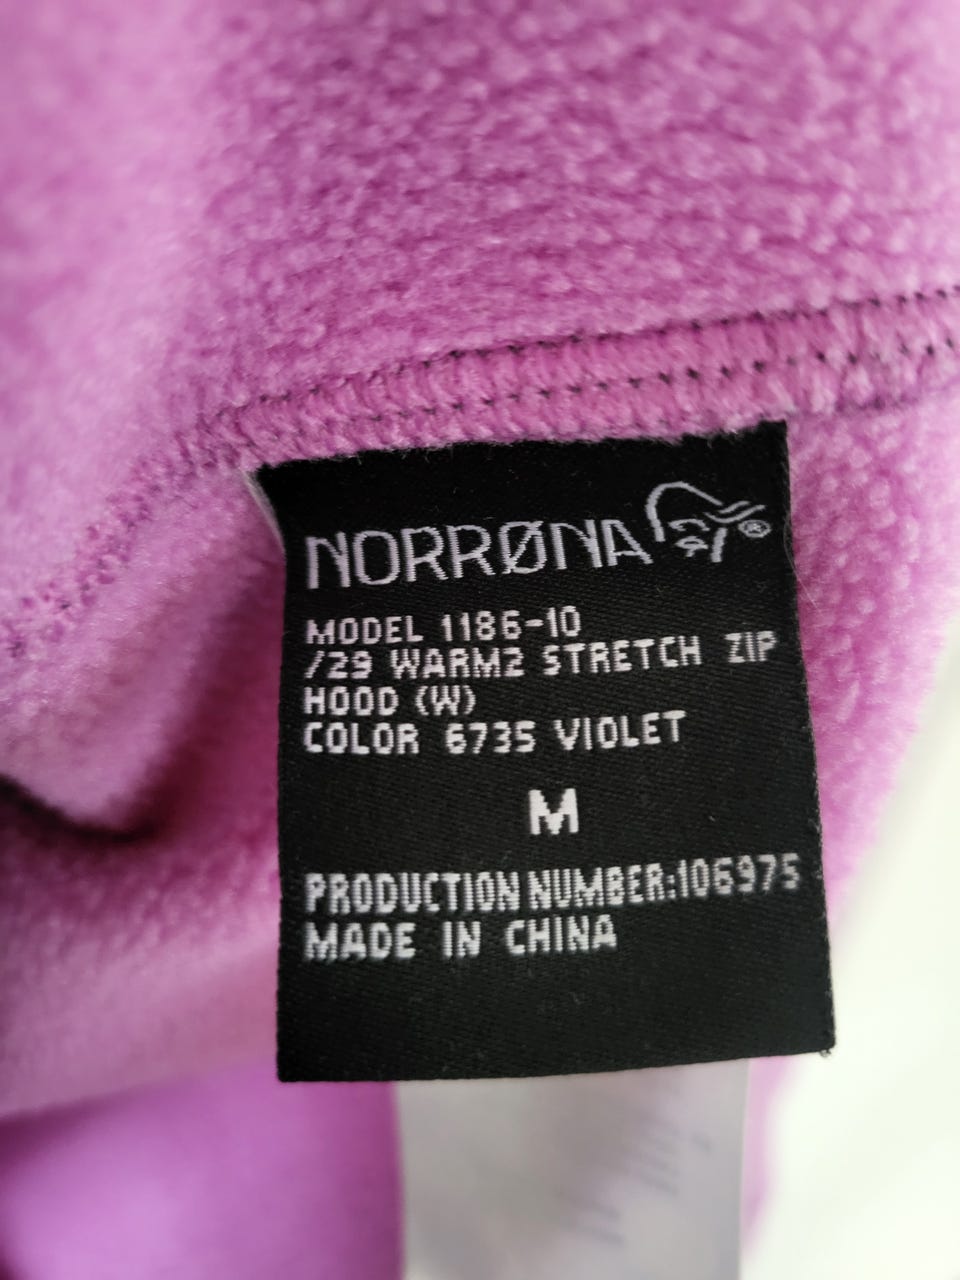 NORRØNA ®
MODEL 1186-10
/29 WARM2 STRETCH ZIP
HOOD (W)
COLOR 6735 VIOLET
M
PRODUCTION NUMBER:106975
MADE IN CHINA